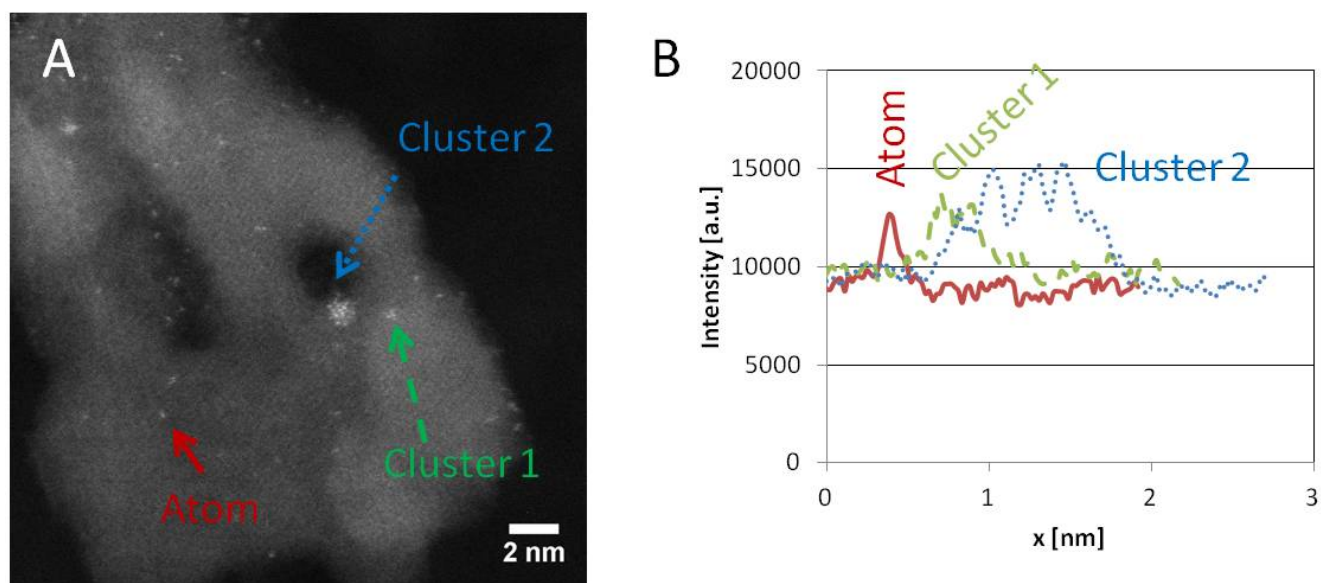 A
Cluster 2
Cluster 1
Atom
2 nm
B
20000
15000
10000
5000
0
Intensity [a.u.]
Atom
Cluster 1
Cluster 2
0 1 2 3
x [nm]